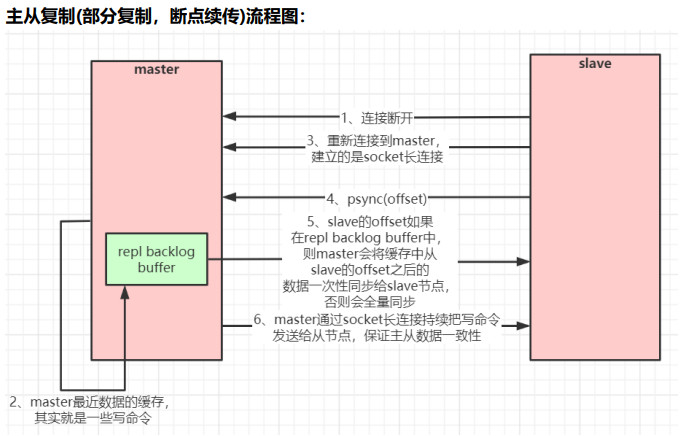 主从复制(部分复制，断点续传)流程图：
master
slave
1、连接断开
3、重新连接到master，
建立的是socket长连接
4、psync(offset)
5、slave的offset如果
在repl backlog buffer中，
则master会将缓存中从
slave的offset之后的
数据一次性同步给slave节点，
否则会全量同步
repl backlog
buffer
6、master通过socket长连接持续把写命令
发送给从节点，保证主从数据一致性
2、master最近数据的缓存，
其实就是一些写命令